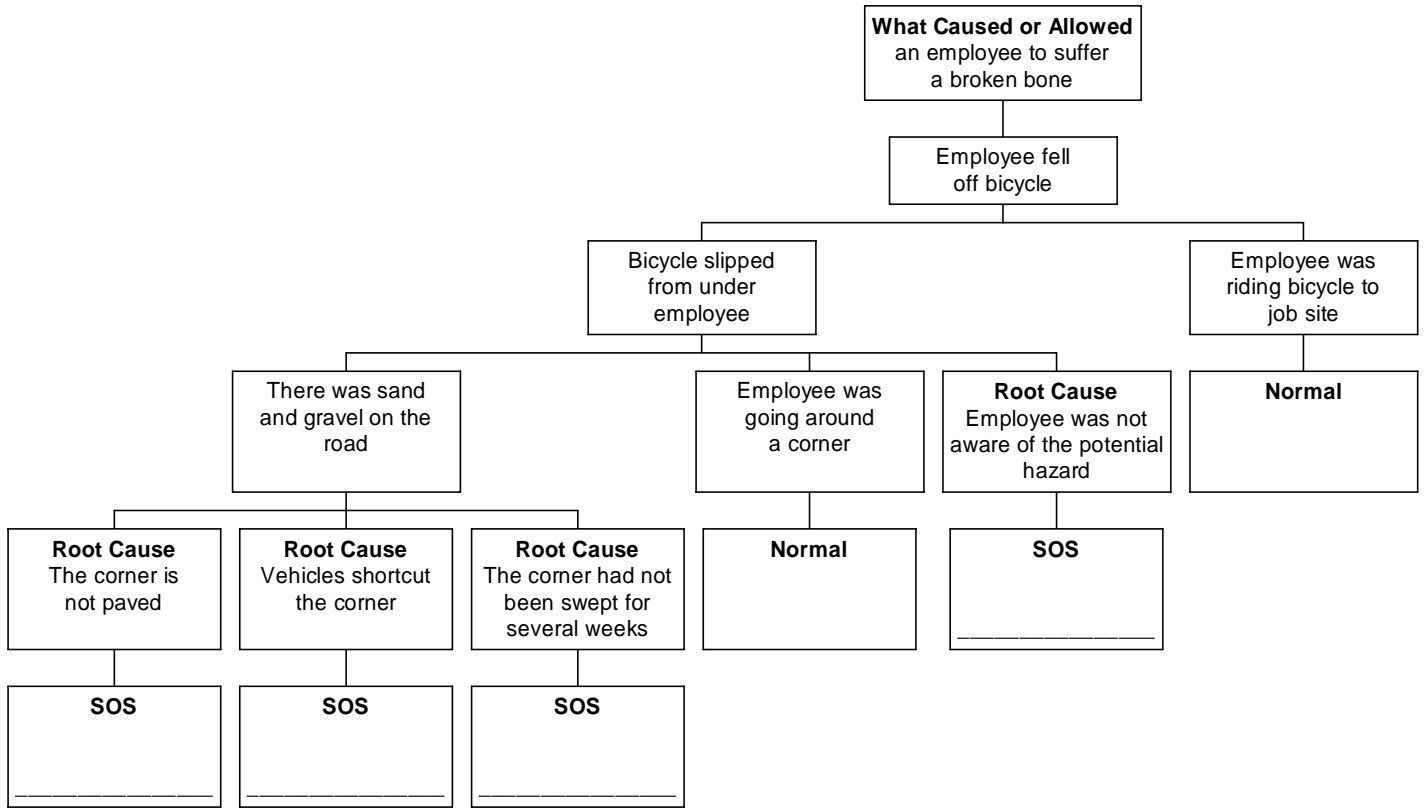 What Caused or Allowed
an employee to suffer
a broken bone
Employee fell
off bicycle
Bicycle slipped
from under
employee
Employee was
riding bicycle to
job site
There was sand
and gravel on the
road
Employee was
going around
a corner
Root Cause
Employee was not
aware of the potential
hazard
Normal
Root Cause
The corner is
not paved
Root Cause
Vehicles shortcut
the corner
Root Cause
The corner had not
been swept for
several weeks
Normal
SOS
________________
SOS
________________
SOS
________________
SOS
________________